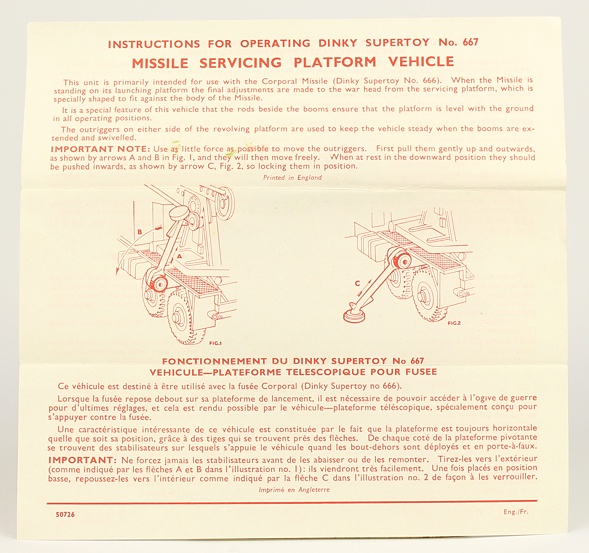 INSTRUCTIONS FOR OPERATING DINKY SUPERTOY No. 667
MISSILE SERVICING PLATFORM VEHICLE
This unit is primarily intended for use with the Corporal Missile (Dinky Supertoy No. 666). When the Missile is
standing on its launching platform the final adjustments are made to the war head from the servicing platform, which is
specially shaped to fit against the body of the Missile.
It is a special feature of this vehicle that the rods beside the booms ensure that the platform is level with the ground
in all operating positions.
The outriggers on either side of the revolving platform are used to keep the vehicle steady when the booms are ex-
tended and swivelled.
IMPORTANT NOTE: Use as little force as possible to move the outriggers. First pull them gently up and outwards,
as shown by arrows A and B in Fig. 1, and they will then move freely. When at rest in the downward position they should
be pushed inwards, as shown by arrow C, Fig. 2, so locking them in position.
Printed in England
B
A
FIG.1
C
FIG.2
FONCTIONNEMENT DU DINKY SUPERTOY No 667
VEHICULE—PLATEFORME TELESCOPIQUE POUR FUSEE
Ce véhicule est destiné à être utilisé avec la fusée Corporal (Dinky Supertoy no 666).
Lorsque la fusée repose debout sur sa plateforme de lancement, il est nécessaire de pouvoir accéder à l'ogive de guerre
pour d'ultimes réglages, et cela est rendu possible par le véhicule—plateforme téléscopique, spécialement conçu pour
s'appuyer contre la fusée.
Une caractéristique intéressante de ce véhicule est constituée par le fait que la plateforme est toujours horizontale
quelle que soit sa position, grâce à des tiges qui se trouvent près des flèches. De chaque coté de la plateforme pivotante
se trouvent des stabilisateurs sur lesquels s'appuie le véhicule quand les bout-dehors sont déployés et en porte-à-faux.
IMPORTANT: Ne forcez jamais les stabilisateurs avant de les abaisser ou de les remonter. Tirez-les vers l'extérieur
(comme indiqué par les flèches A et B dans l'illustration no. 1): ils viendront très facilement. Une fois placés en position
basse, repoussez-les vers l'intérieur comme indiqué par la flèche C dans l'illustration no. 2 de façon à les verrouiller.
Imprimé en Angleterre
50726
Eng./Fr.